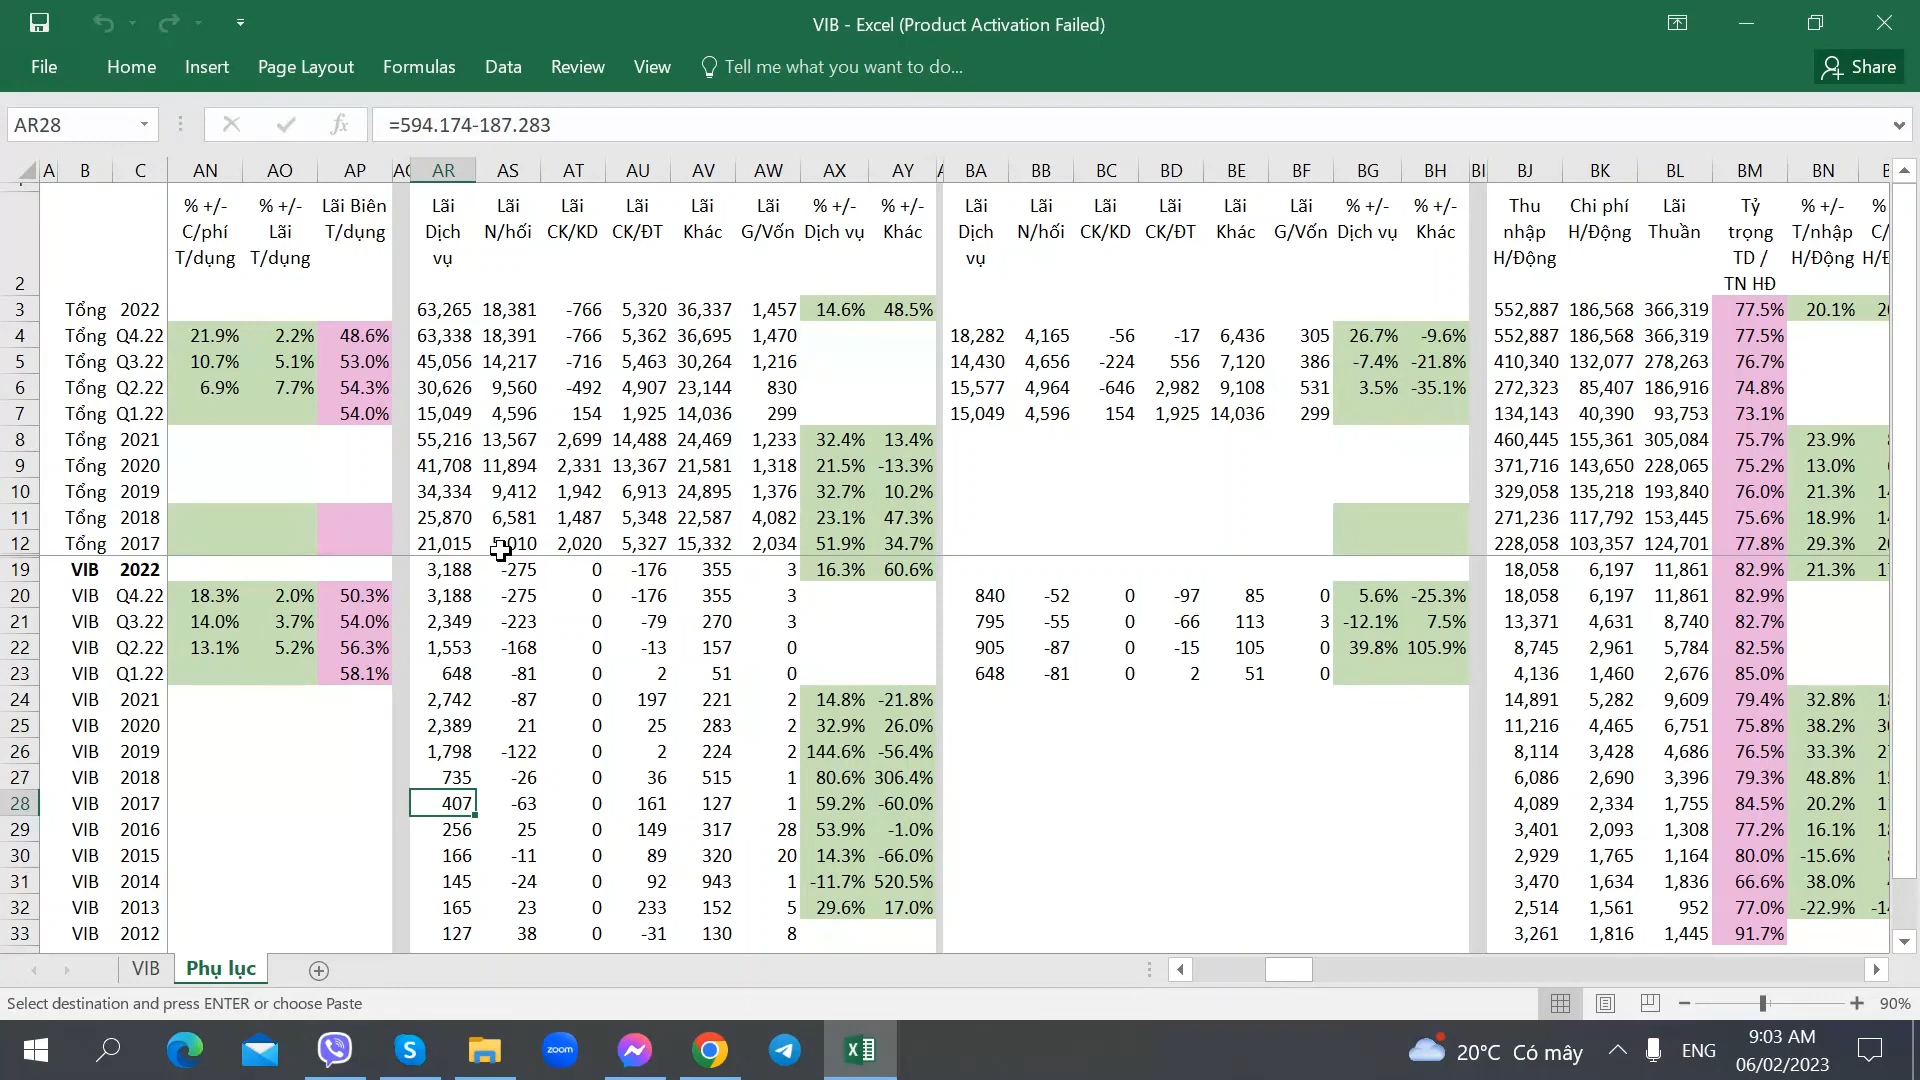 VIB - Excel (Product Activation Failed)
File Home Insert Page Layout Formulas Data Review View Tell me what you want to do... Share
AR28 fx =594.174-187.283
A B C AN AO AP AR AS AT AU AV AW AX AY BA BB BC BD BE BF BG BH BI BJ BK BL BM BN
% +/- % +/- Lãi Biên Lãi Lãi Lãi Lãi Lãi Lãi % +/- % +/- Lãi Lãi Lãi Lãi Lãi Lãi % +/- % +/- Thu Chi phí Lãi Tỷ % +/- %
C/phí Lãi T/dụng Dịch N/hối CK/KD CK/ĐT Khác G/Vốn Dịch vụ Khác Dịch N/hối CK/KD CK/ĐT Khác G/Vốn Dịch vụ Khác nhập H/Động Thuần trọng T/nhập C/
T/dụng T/dụng vụ vụ H/Động TD / H/Động H/Đ
2 TN HĐ
3 Tổng 2022 63,265 18,381 -766 5,320 36,337 1,457 14.6% 48.5% 552,887 186,568 366,319 77.5% 20.1%
4 Tổng Q4.22 21.9% 2.2% 48.6% 63,338 18,391 -766 5,362 36,695 1,470 18,282 4,165 -56 -17 6,436 305 26.7% -9.6% 552,887 186,568 366,319 77.5%
5 Tổng Q3.22 10.7% 5.1% 53.0% 45,056 14,217 -716 5,463 30,264 1,216 14,430 4,656 -224 556 7,120 386 -7.4% -21.8% 410,340 132,077 278,263 76.7%
6 Tổng Q2.22 6.9% 7.7% 54.3% 30,626 9,560 -492 4,907 23,144 830 15,577 4,964 -646 2,982 9,108 531 3.5% -35.1% 272,323 85,407 186,916 74.8%
7 Tổng Q1.22 54.0% 15,049 4,596 154 1,925 14,036 299 15,049 4,596 154 1,925 14,036 299 134,143 40,390 93,753 73.1%
8 Tổng 2021 55,216 13,567 2,699 14,488 24,469 1,233 32.4% 13.4% 460,445 155,361 305,084 75.7% 23.9%
9 Tổng 2020 41,708 11,894 2,331 13,367 21,581 1,318 21.5% -13.3% 371,716 143,650 228,065 75.2% 13.0%
10 Tổng 2019 34,334 9,412 1,942 6,913 24,895 1,376 32.7% 10.2% 329,058 135,218 193,840 76.0% 21.3%
11 Tổng 2018 25,870 6,581 1,487 5,348 22,587 4,082 23.1% 47.3% 271,236 117,792 153,445 75.6% 18.9%
12 Tổng 2017 21,015 2,020 5,327 15,332 2,034 51.9% 34.7% 228,058 103,357 124,701 77.8% 29.3%
19 VIB 2022 3,188 -275 0 -176 355 3 16.3% 60.6% 18,058 6,197 11,861 82.9% 21.3%
20 VIB Q4.22 18.3% 2.0% 50.3% 3,188 -275 0 -176 355 3 840 -52 0 -97 85 0 5.6% -25.3% 18,058 6,197 11,861 82.9%
21 VIB Q3.22 14.0% 3.7% 54.0% 2,349 -223 0 -79 270 3 795 -55 0 -66 113 3 -12.1% 7.5% 13,371 4,631 8,740 82.7%
22 VIB Q2.22 13.1% 5.2% 56.3% 1,553 -168 0 -13 157 0 905 -87 0 -15 105 0 39.8% 105.9% 8,745 2,961 5,784 82.5%
23 VIB Q1.22 58.1% 648 -81 0 2 51 0 648 -81 0 2 51 0 4,136 1,460 2,676 85.0%
24 VIB 2021 2,742 -87 0 197 221 2 14.8% -21.8% 14,891 5,282 9,609 79.4% 32.8%
25 VIB 2020 2,389 21 0 25 283 2 32.9% 26.0% 11,216 4,465 6,751 75.8% 38.2%
26 VIB 2019 1,798 -122 0 2 224 2 144.6% -56.4% 8,114 3,428 4,686 76.5% 33.3%
27 VIB 2018 735 -26 0 36 515 1 80.6% 306.4% 6,086 2,690 3,396 79.3% 48.8%
28 VIB 2017 407 -63 0 161 127 1 59.2% -60.0% 4,089 2,334 1,755 84.5% 20.2%
29 VIB 2016 256 25 0 149 317 28 53.9% -1.0% 3,401 2,093 1,308 77.2% 16.1%
30 VIB 2015 166 -11 0 89 320 20 14.3% -66.0% 2,929 1,765 1,164 80.0% -15.6%
31 VIB 2014 145 -24 0 92 943 1 -11.7% 520.5% 3,470 1,634 1,836 66.6% 38.0%
32 VIB 2013 165 23 0 233 152 5 29.6% 17.0% 2,514 1,561 952 77.0% -22.9%
33 VIB 2012 127 38 0 -31 130 8 3,261 1,816 1,445 91.7%
VIB Phụ lục
Select destination and press ENTER or choose Paste 90%
zoom 20°C Có mây ENG 9:03 AM
06/02/2023